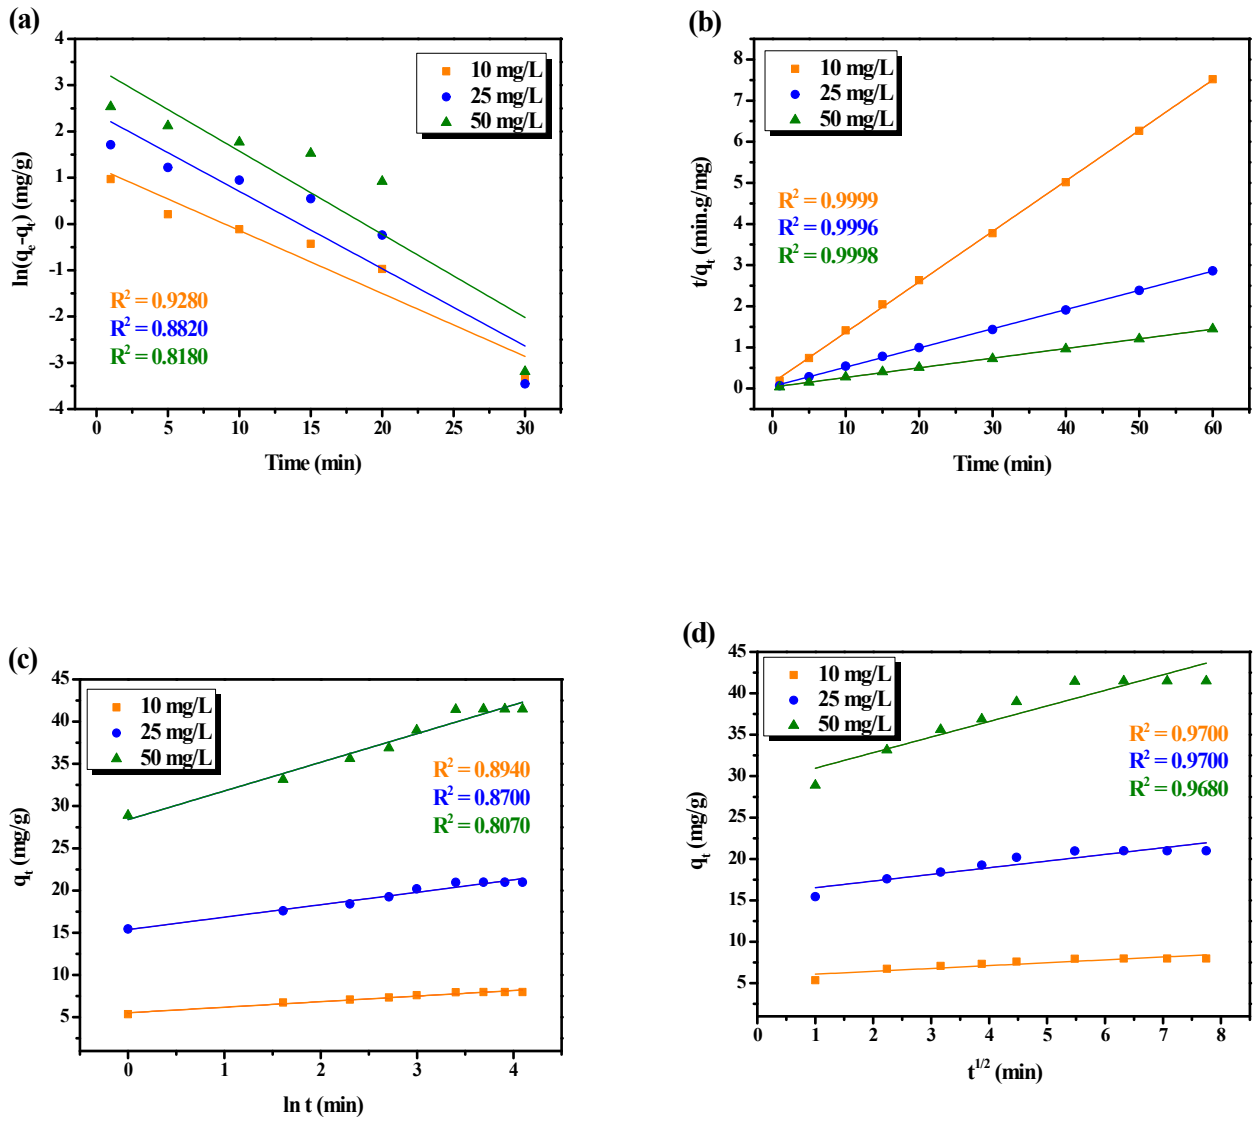 (a)
4
3
2
1
0
-1
-2
-3
-4
ln(qe-qt) (mg/g)
10 mg/L
25 mg/L
50 mg/L
R² = 0.9280
R² = 0.8820
R² = 0.8180
0 5 10 15 20 25 30
Time (min)
(b)
8
7
6
5
4
3
2
1
0
t/qt (min.g/mg)
10 mg/L
25 mg/L
50 mg/L
R² = 0.9999
R² = 0.9996
R² = 0.9998
0 10 20 30 40 50 60
Time (min)
(c)
45
40
35
30
25
20
15
10
5
qt (mg/g)
10 mg/L
25 mg/L
50 mg/L
R² = 0.8940
R² = 0.8700
R² = 0.8070
0 1 2 3 4
ln t (min)
(d)
45
40
35
30
25
20
15
10
5
qt (mg/g)
10 mg/L
25 mg/L
50 mg/L
R² = 0.9700
R² = 0.9700
R² = 0.9680
0 1 2 3 4 5 6 7 8
t^1/2 (min)